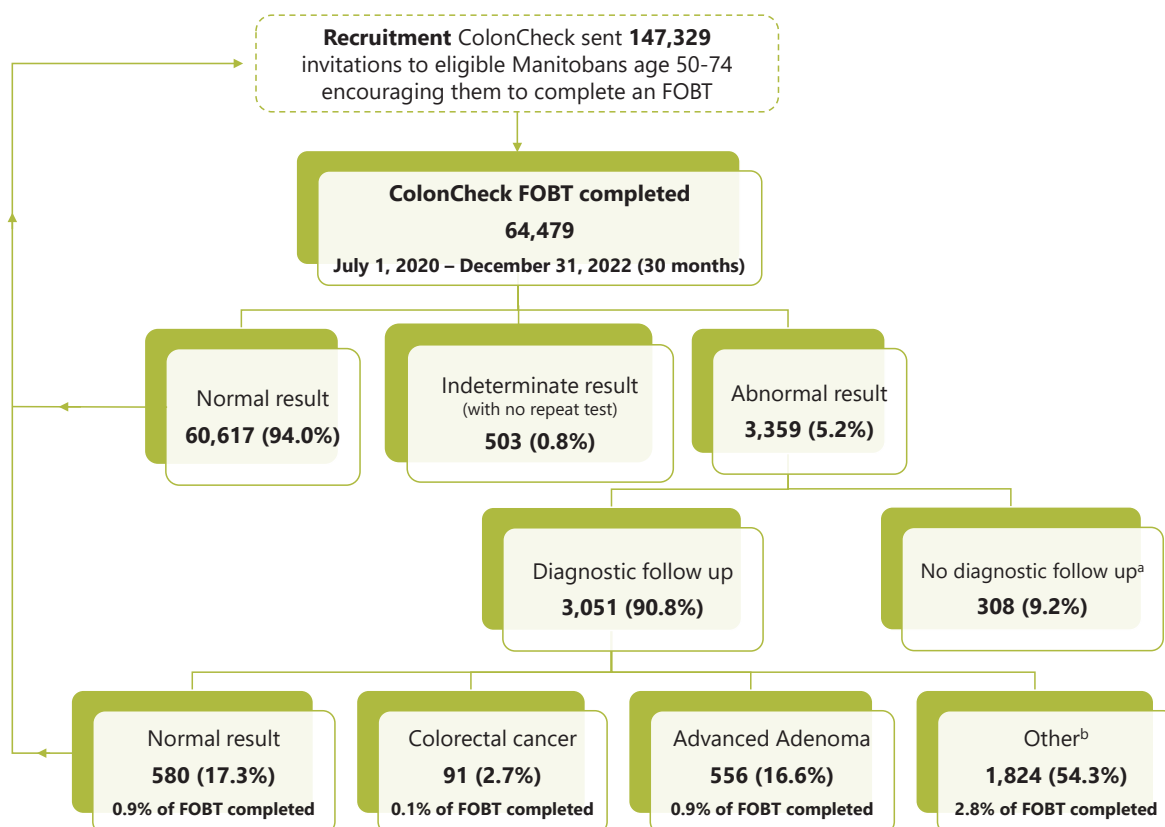 Recruitment ColonCheck sent 147,329
invitations to eligible Manitobans age 50-74
encouraging them to complete an FOBT
ColonCheck FOBT completed
64,479
July 1, 2020 – December 31, 2022 (30 months)
Normal result
60,617 (94.0%)
Indeterminate result
(with no repeat test)
503 (0.8%)
Abnormal result
3,359 (5.2%)
Diagnostic follow up
3,051 (90.8%)
No diagnostic follow upᵃ
308 (9.2%)
Normal result
580 (17.3%)
0.9% of FOBT completed
Colorectal cancer
91 (2.7%)
0.1% of FOBT completed
Advanced Adenoma
556 (16.6%)
0.9% of FOBT completed
Otherᵇ
1,824 (54.3%)
2.8% of FOBT completed